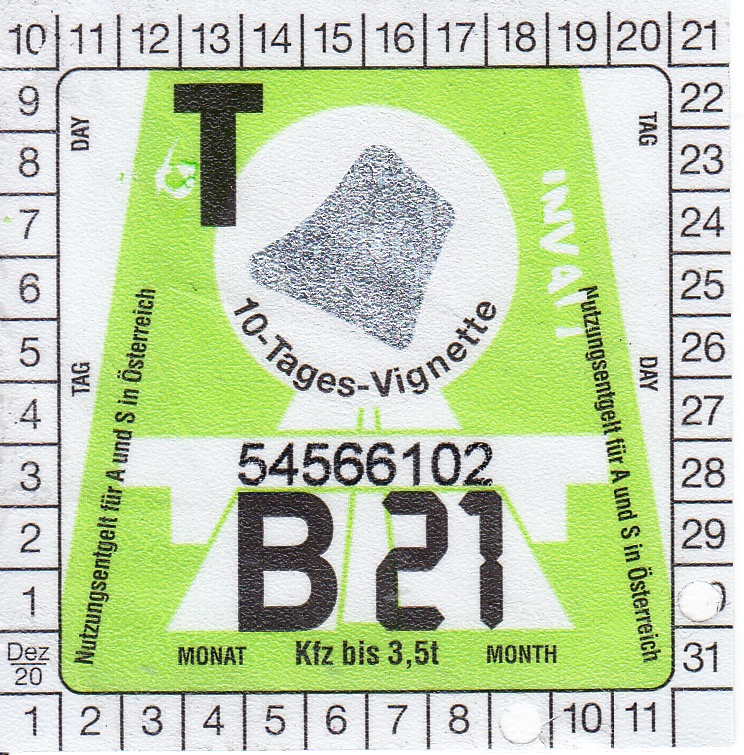 10 11 12 13 14 15 16 17 18 19 20 21
9 22
8 23
7 24
6 25
5 26
4 27
3 28
2 29
1
Dez
20
31
1 2 3 4 5 6 7 8 10 11
DAY
TAG
TAG
DAY
T
10-Tages-Vignette
Nutzungsentgelt für A und S in Österreich
Nutzungsentgelt für A und S in Österreich
54566102
B 21
MONAT Kfz bis 3,5t MONTH